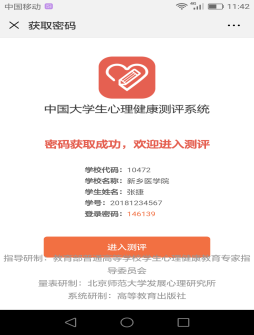 中国移动 4G 11:42
获取密码
中国大学生心理健康测评系统
密码获取成功，欢迎进入测评
学校代码：10472
学校名称：新乡医学院
学生姓名：张婕
学号：20181234567
登录密码：146139
进入测评
指导研制：教育部普通高等学校学生心理健康教育专家指
导委员会
量表研制：北京师范大学发展心理研究所
系统研制：高等教育出版社